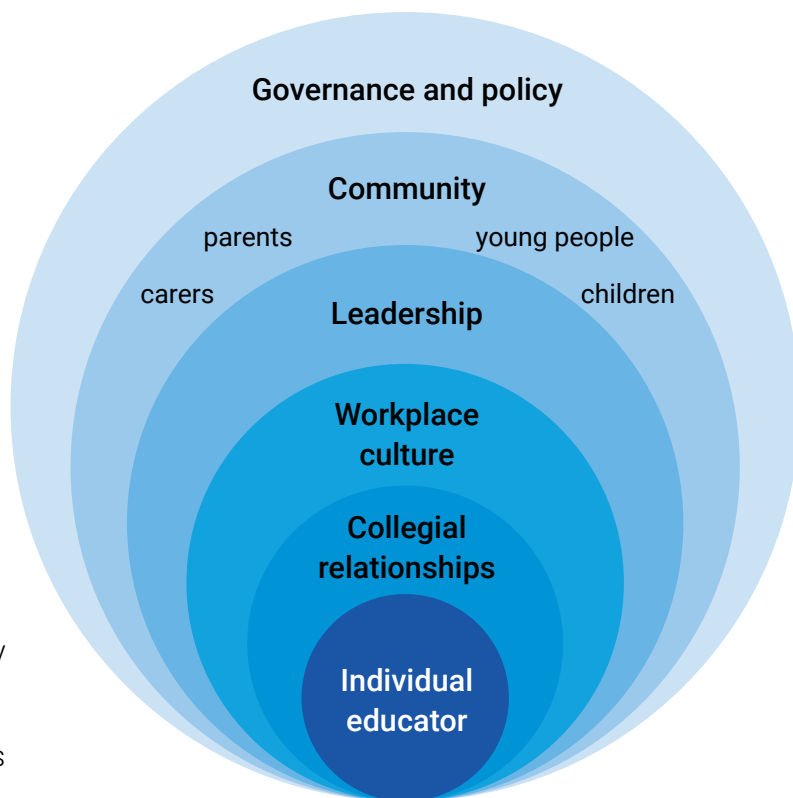 Governance and policy
Community
parents
young people
carers
children
Leadership
Workplace
culture
Collegial
relationships
Individual
educator